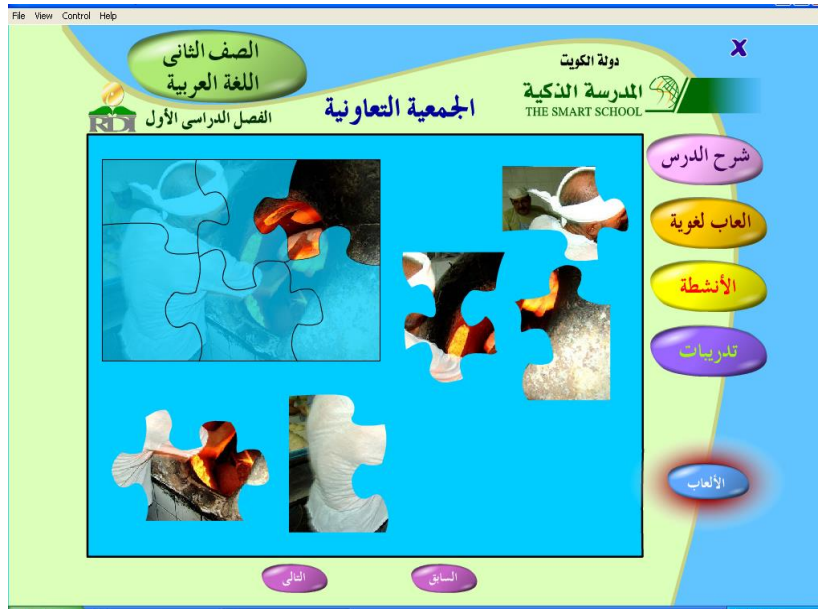 File View Control Help
الصف الثانى
اللغة العربية
الفصل الدراسى الأول
RDI
الجمعية التعاونية
دولة الكويت
المدرسة الذكية
THE SMART SCHOOL
X
شرح الدرس
العاب لغوية
الأنشطة
تدريبات
الألعاب
السابق
التالى